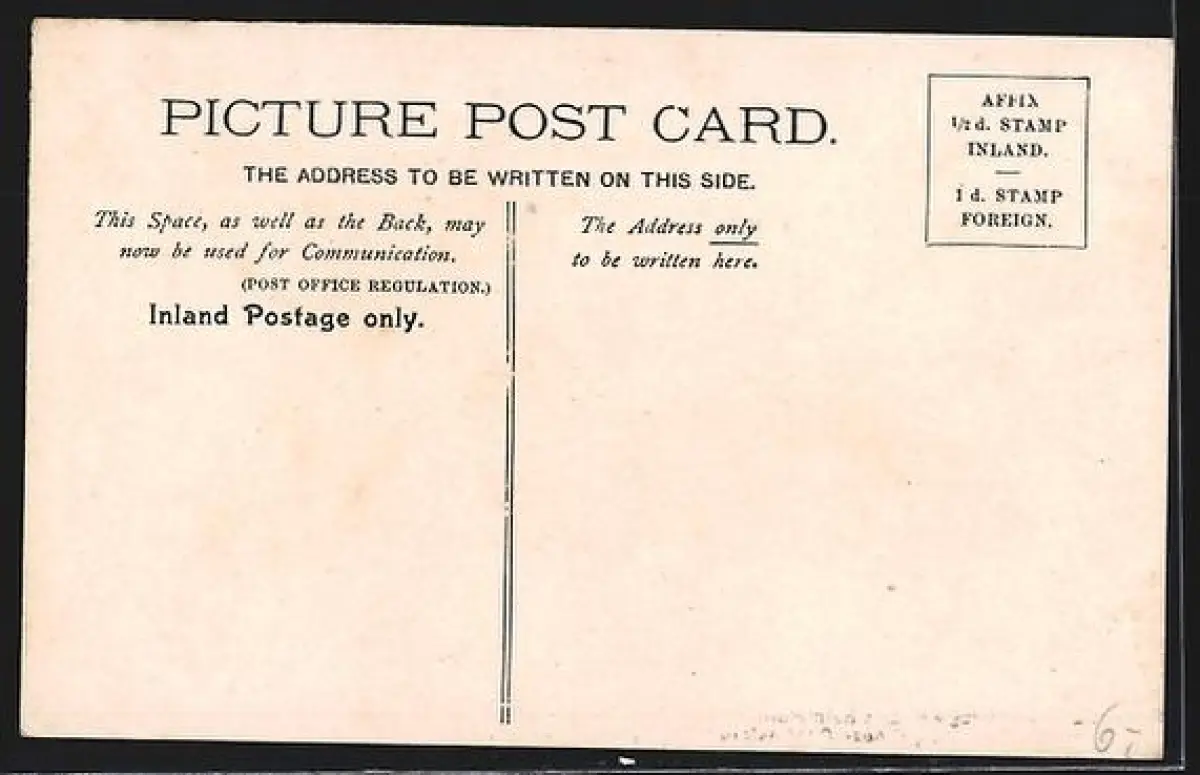 PICTURE POST CARD.
THE ADDRESS TO BE WRITTEN ON THIS SIDE.
This Space, as well as the Back, may
now be used for Communication.
(POST OFFICE REGULATION.)
Inland Postage only.
The Address only
to be written here.
AFFIX
½ d. STAMP
INLAND.
—
1 d. STAMP
FOREIGN.
-6,-